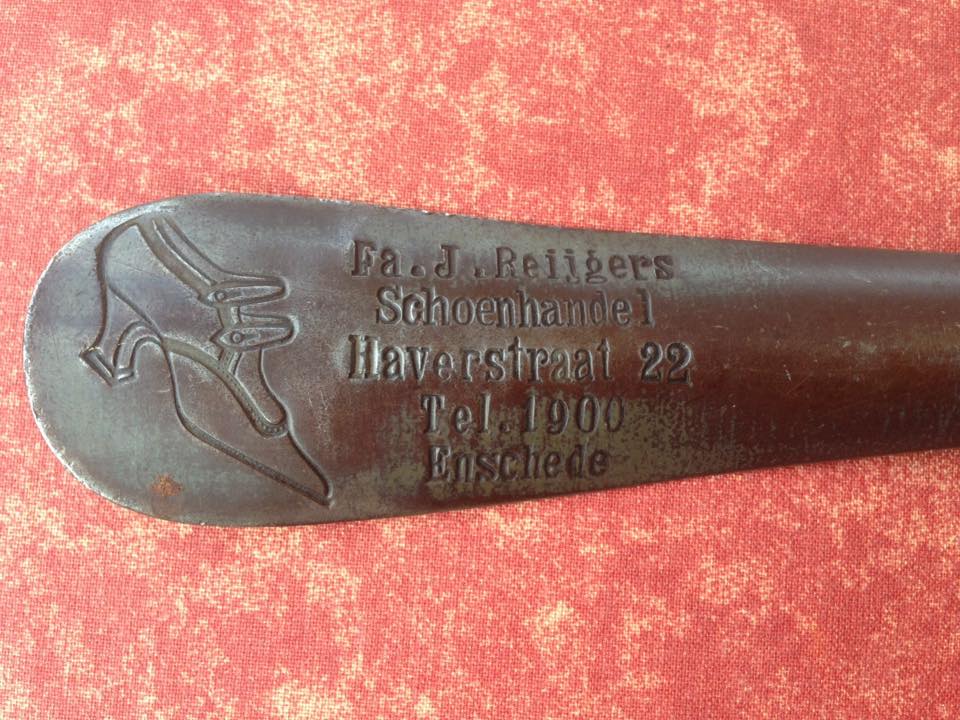 Fa.J.Reijgers
Schoenhandel
Haverstraat 22
Tel.1900
Enschede